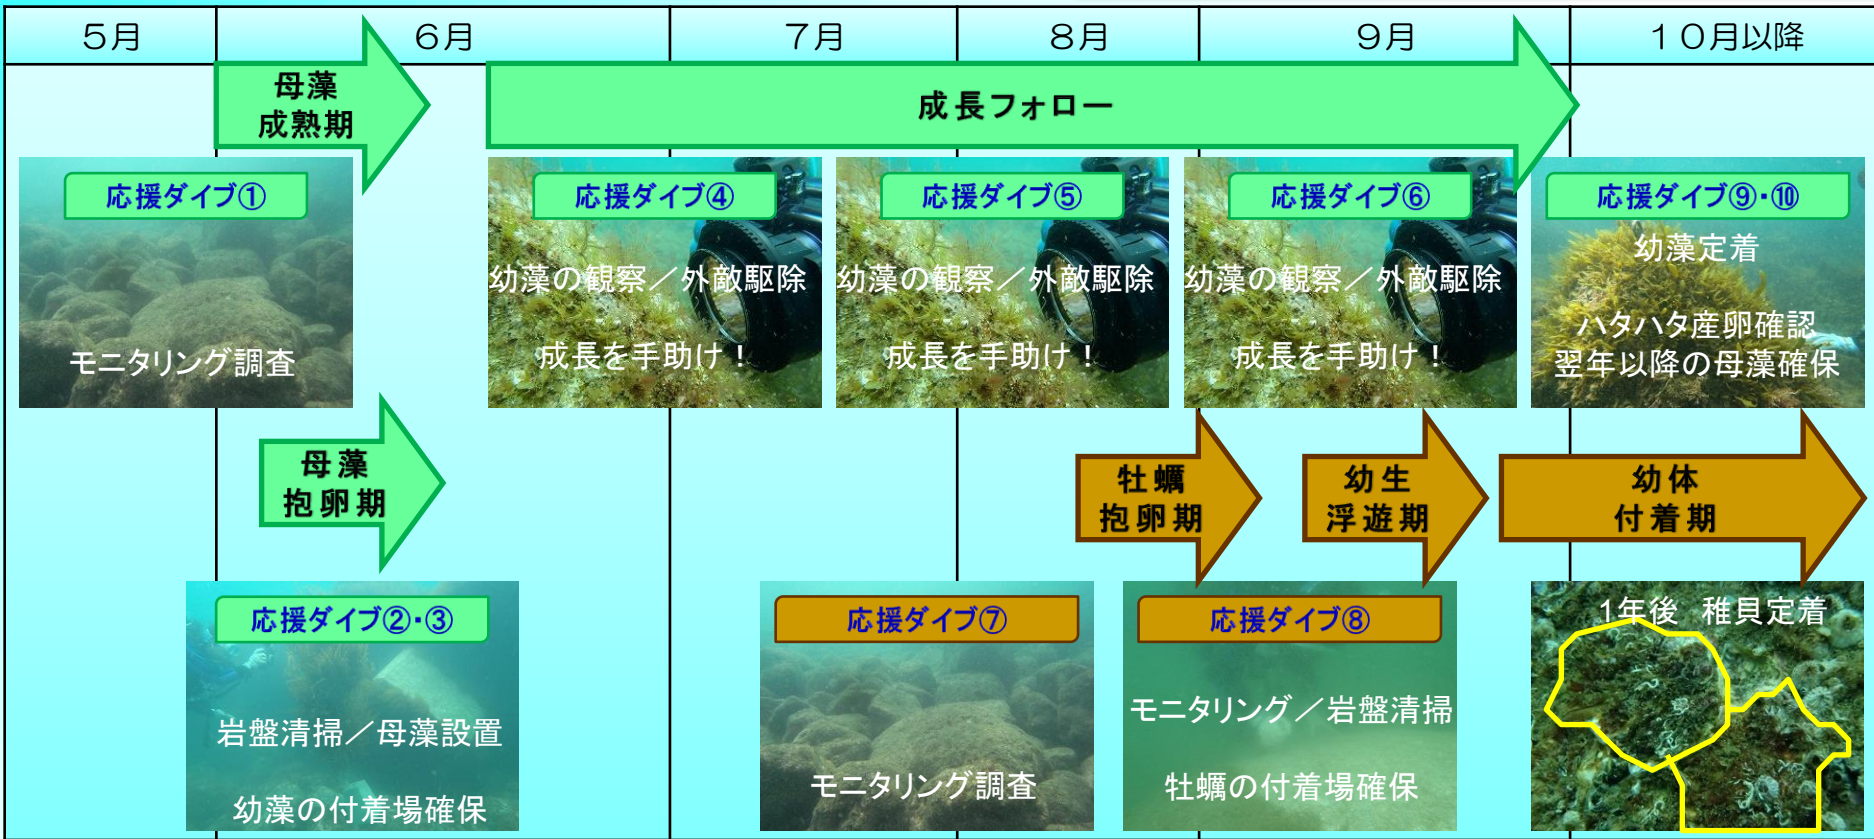 5月
6月
7月
8月
9月
10月以降
母藻
成熟期
成長フォロー
応援ダイブ①
モニタリング調査
応援ダイブ④
幼藻の観察／外敵駆除
成長を手助け！
応援ダイブ⑤
幼藻の観察／外敵駆除
成長を手助け！
応援ダイブ⑥
幼藻の観察／外敵駆除
成長を手助け！
応援ダイブ⑨・⑩
幼藻定着
ハタハタ産卵確認
翌年以降の母藻確保
母藻
抱卵期
牡蠣
抱卵期
幼生
浮遊期
幼体
付着期
応援ダイブ②・③
岩盤清掃／母藻設置
幼藻の付着場確保
応援ダイブ⑦
モニタリング調査
応援ダイブ⑧
モニタリング／岩盤清掃
牡蠣の付着場確保
1年後　稚貝定着